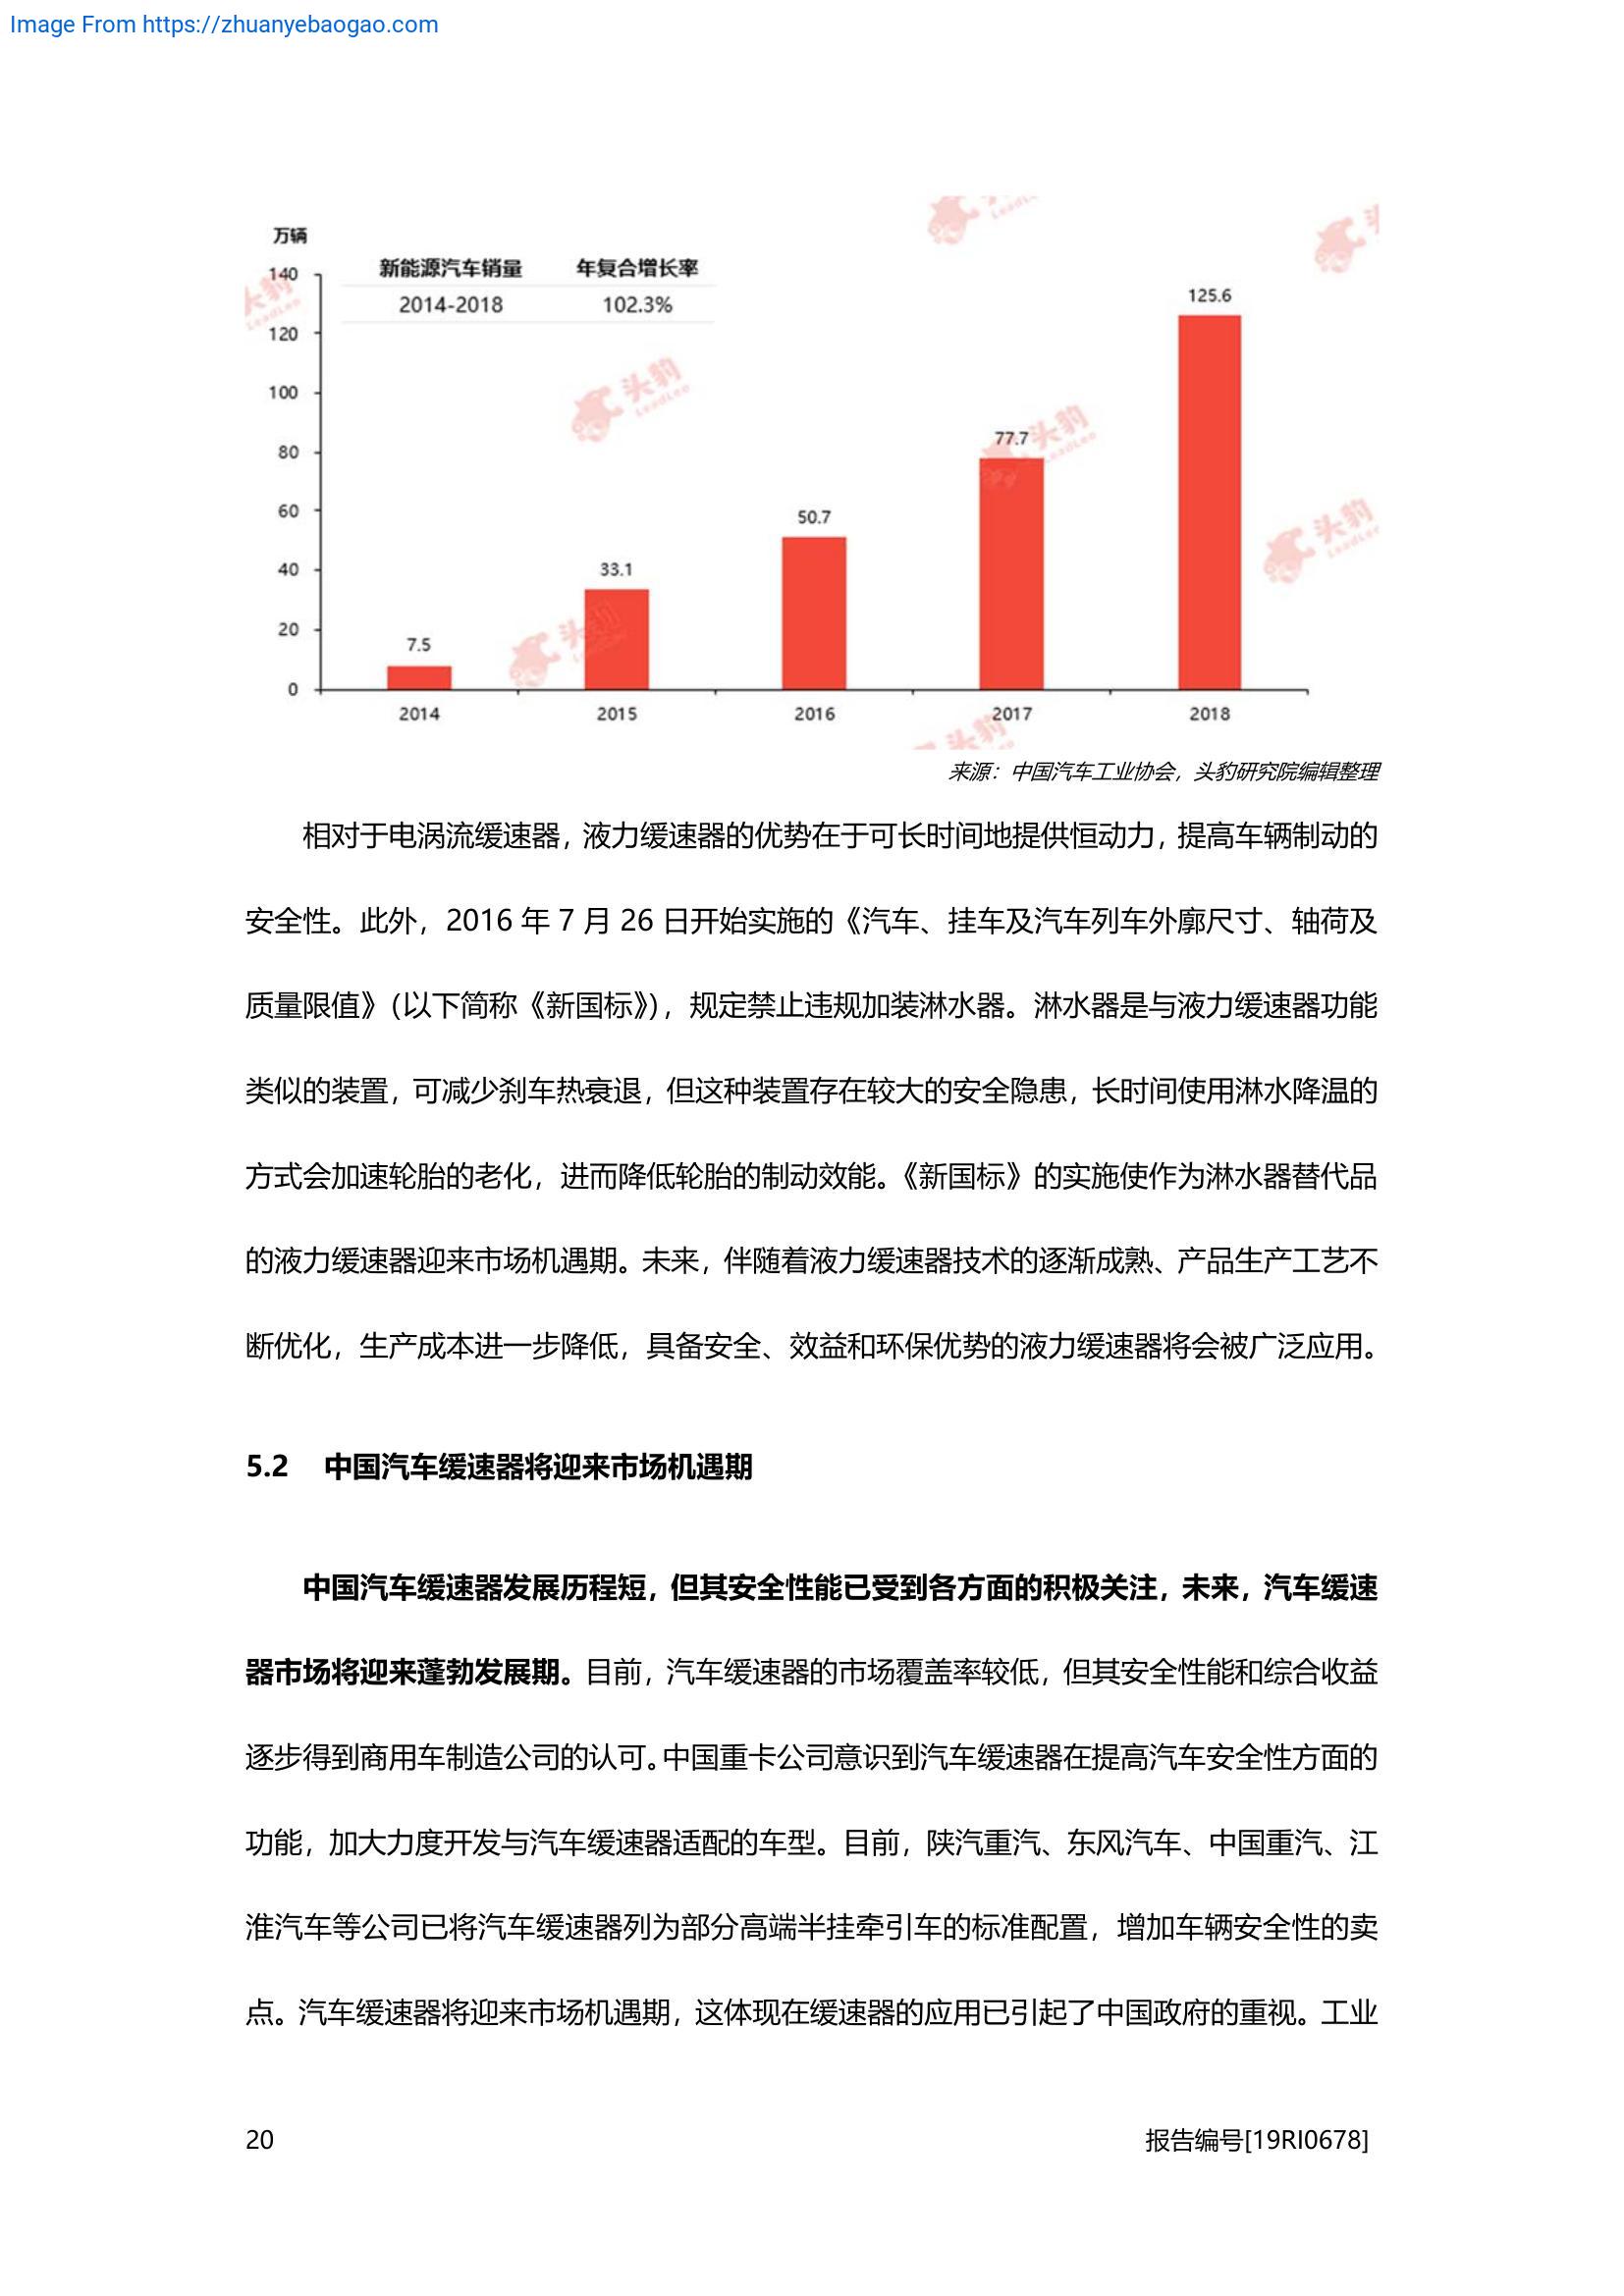 Image From https://zhuanyebaogao.com
万辆
新能源汽车销量 年复合增长率
2014-2018 102.3%
140
120
100
80
60
40
20
0
7.5
33.1
50.7
77.7
125.6
2014 2015 2016 2017 2018
头豹
LeadLeo
来源：中国汽车工业协会，头豹研究院编辑整理
相对于电涡流缓速器，液力缓速器的优势在于可长时间地提供恒动力，提高车辆制动的
安全性。此外，2016 年 7 月 26 日开始实施的《汽车、挂车及汽车列车外廓尺寸、轴荷及
质量限值》（以下简称《新国标》），规定禁止违规加装淋水器。淋水器是与液力缓速器功能
类似的装置，可减少刹车热衰退，但这种装置存在较大的安全隐患，长时间使用淋水降温的
方式会加速轮胎的老化，进而降低轮胎的制动效能。《新国标》的实施使作为淋水器替代品
的液力缓速器迎来市场机遇期。未来，伴随着液力缓速器技术的逐渐成熟、产品生产工艺不
断优化，生产成本进一步降低，具备安全、效益和环保优势的液力缓速器将会被广泛应用。
5.2 中国汽车缓速器将迎来市场机遇期
中国汽车缓速器发展历程短，但其安全性能已受到各方面的积极关注，未来，汽车缓速
器市场将迎来蓬勃发展期。目前，汽车缓速器的市场覆盖率较低，但其安全性能和综合收益
逐步得到商用车制造公司的认可。中国重卡公司意识到汽车缓速器在提高汽车安全性方面的
功能，加大力度开发与汽车缓速器适配的车型。目前，陕汽重汽、东风汽车、中国重汽、江
淮汽车等公司已将汽车缓速器列为部分高端半挂牵引车的标准配置，增加车辆安全性的卖
点。汽车缓速器将迎来市场机遇期，这体现在缓速器的应用已引起了中国政府的重视。工业
20
报告编号[19RI0678]